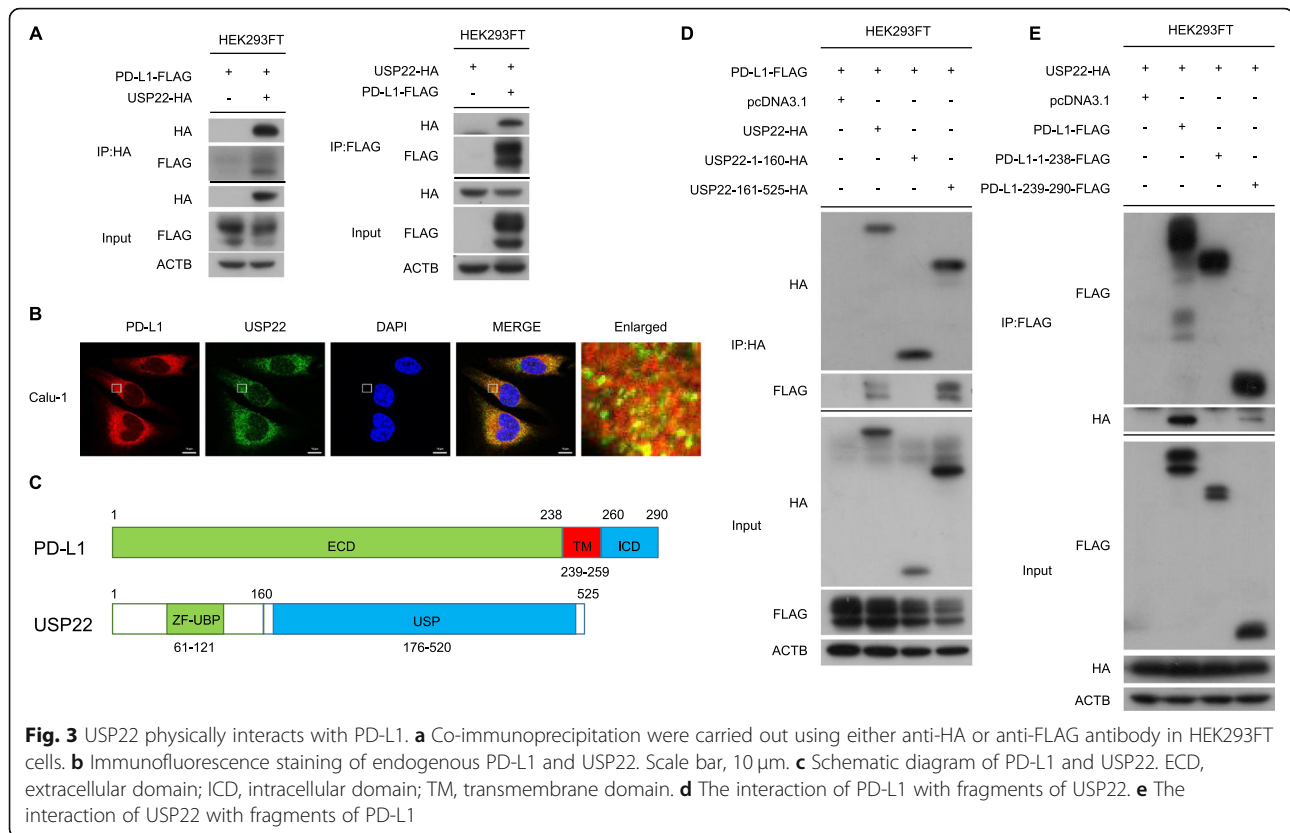 A
HEK293FT
PD-L1-FLAG + +
USP22-HA - +
IP:HA
HA
FLAG
Input
HA
FLAG
ACTB
HEK293FT
USP22-HA + +
PD-L1-FLAG - +
IP:FLAG
HA
FLAG
Input
HA
FLAG
ACTB
B
PD-L1 USP22 DAPI MERGE Enlarged
Calu-1
C
1 238 260 290
PD-L1 ECD TM ICD
239-259
1 160 525
USP22 ZF-UBP USP
61-121 176-520
D
HEK293FT
PD-L1-FLAG + + + +
pcDNA3.1 + - - -
USP22-HA - + - -
USP22-1-160-HA - - + -
USP22-161-525-HA - - - +
IP:HA
HA
FLAG
Input
HA
FLAG
ACTB
E
HEK293FT
USP22-HA + + + +
pcDNA3.1 + - - -
PD-L1-FLAG - + - -
PD-L1-1-238-FLAG - - + -
PD-L1-239-290-FLAG - - - +
IP:FLAG
FLAG
HA
Input
FLAG
HA
ACTB
Fig. 3 USP22 physically interacts with PD-L1. a Co-immunoprecipitation were carried out using either anti-HA or anti-FLAG antibody in HEK293FT
cells. b Immunofluorescence staining of endogenous PD-L1 and USP22. Scale bar, 10 μm. c Schematic diagram of PD-L1 and USP22. ECD,
extracellular domain; ICD, intracellular domain; TM, transmembrane domain. d The interaction of PD-L1 with fragments of USP22. e The
interaction of USP22 with fragments of PD-L1